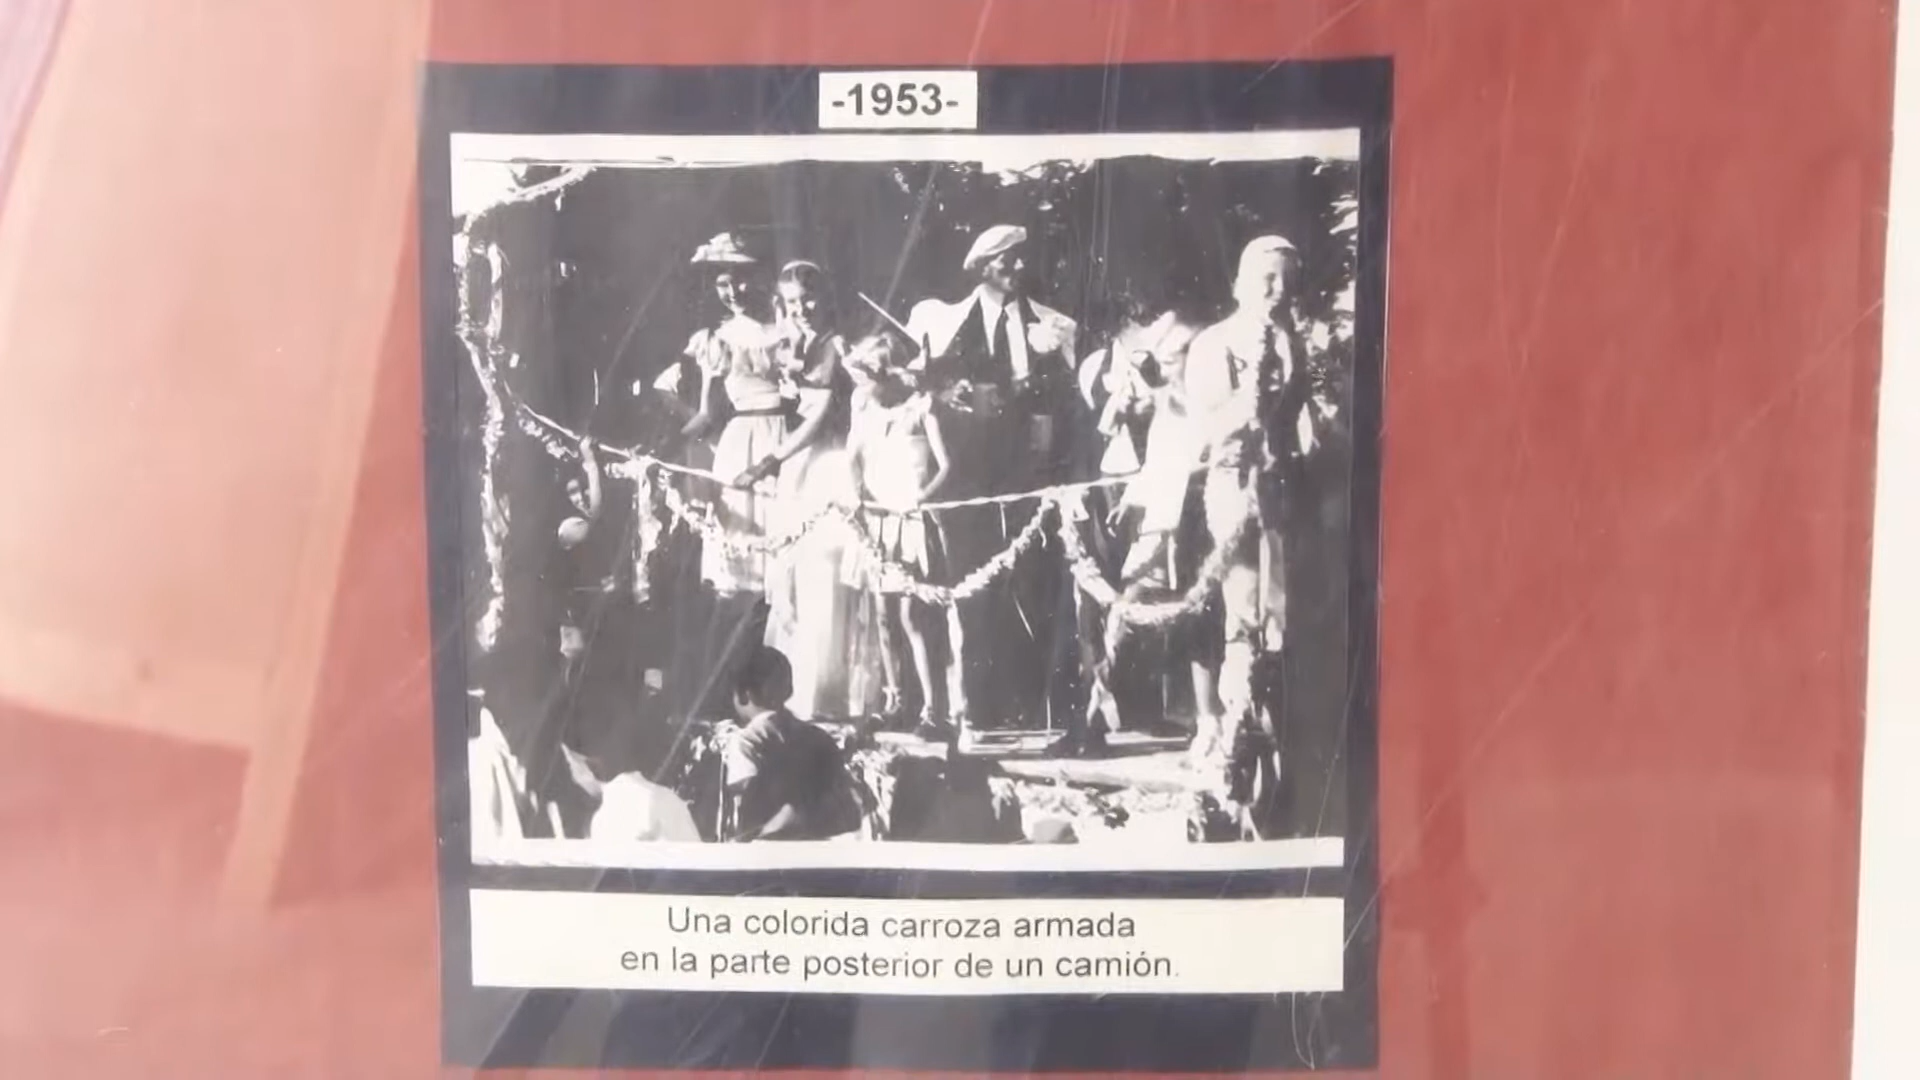 -1953-
Una colorida carroza armada
en la parte posterior de un camión.